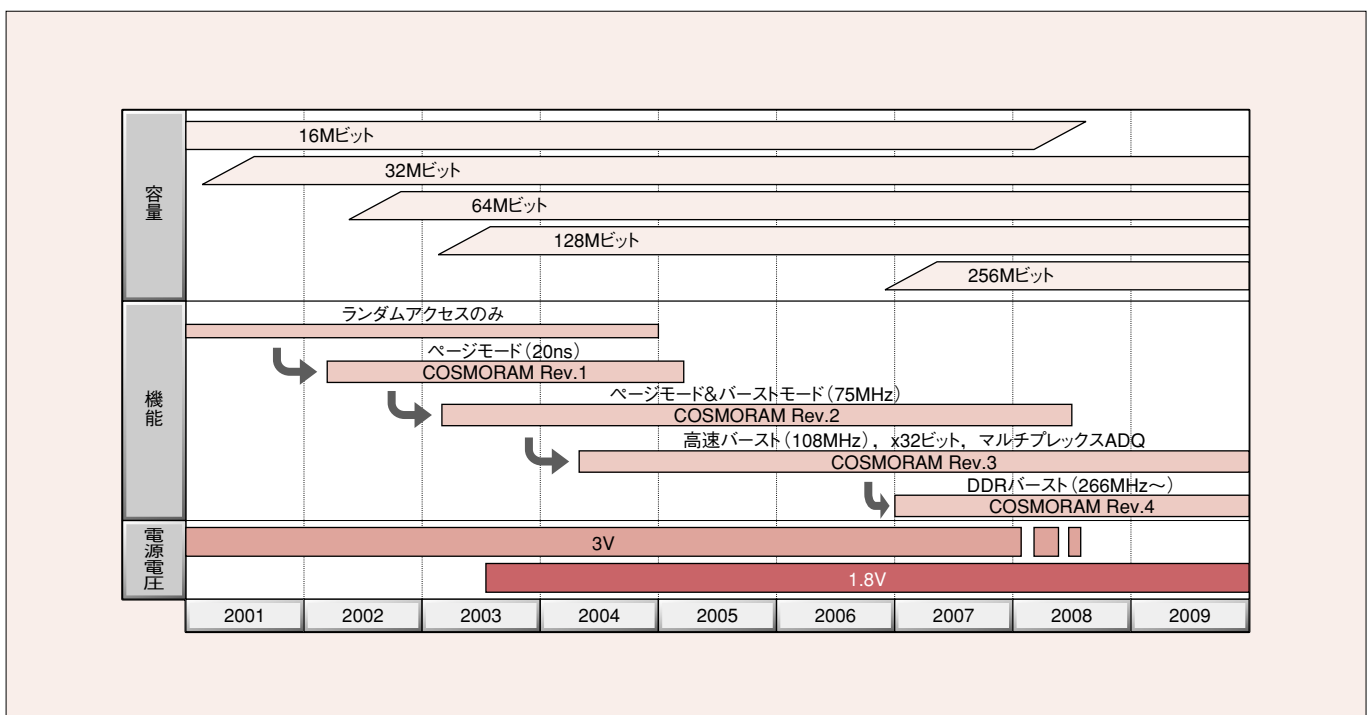 容量
16Mビット
32Mビット
64Mビット
128Mビット
256Mビット
機能
ランダムアクセスのみ
ページモード（20ns）
COSMORAM Rev.1
ページモード&バーストモード（75MHz）
COSMORAM Rev.2
高速バースト（108MHz），x32ビット，マルチプレックスADQ
COSMORAM Rev.3
DDRバースト（266MHz～）
COSMORAM Rev.4
電源電圧
3V
1.8V
2001 2002 2003 2004 2005 2006 2007 2008 2009